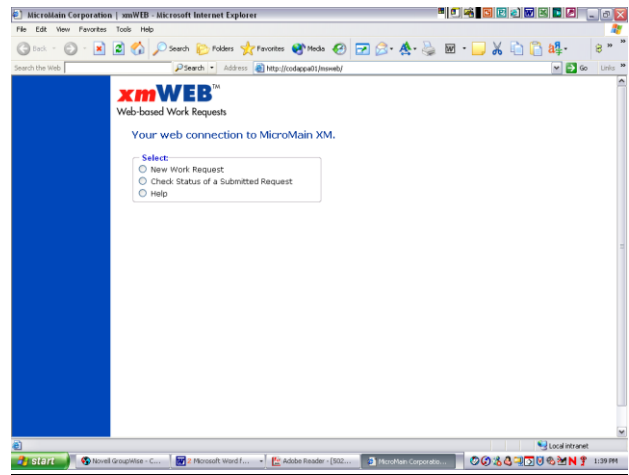 MicroMain Corporation | xmWEB - Microsoft Internet Explorer
File Edit View Favorites Tools Help
Back Search Folders Favorites Media
Search the Web Search Address http://codappa01/msweb/ Go Links
xmWEB™
Web-based Work Requests
Your web connection to MicroMain XM.
Select:
New Work Request
Check Status of a Submitted Request
Help
Local intranet
start Novell GroupWise - C... 2 Microsoft Word f... Adobe Reader - [S02... MicroMain Corporatio... 1:39 PM